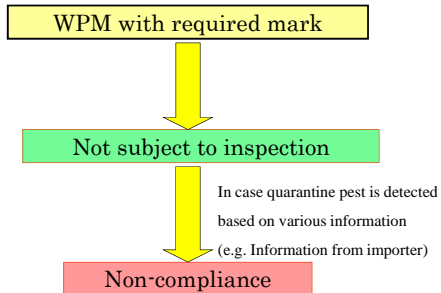 WPM with required mark
Not subject to inspection
In case quarantine pest is detected
based on various information
(e.g. Information from importer)
Non-compliance